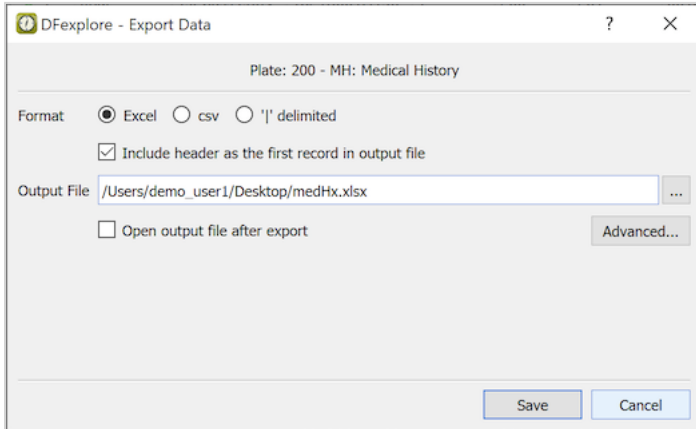 DFexplore - Export Data ? ×
Plate: 200 - MH: Medical History
Format Excel csv '|' delimited
Include header as the first record in output file
Output File /Users/demo_user1/Desktop/medHx.xlsx ...
Open output file after export Advanced...
Save Cancel